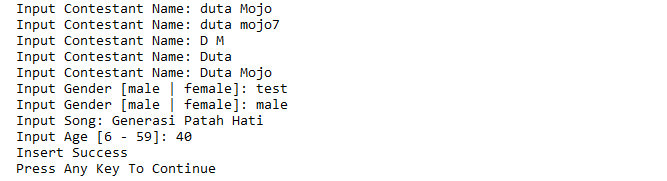 Input Contestant Name: duta Mojo
Input Contestant Name: duta mojo7
Input Contestant Name: D M
Input Contestant Name: Duta
Input Contestant Name: Duta Mojo
Input Gender [male | female]: test
Input Gender [male | female]: male
Input Song: Generasi Patah Hati
Input Age [6 - 59]: 40
Insert Success
Press Any Key To Continue